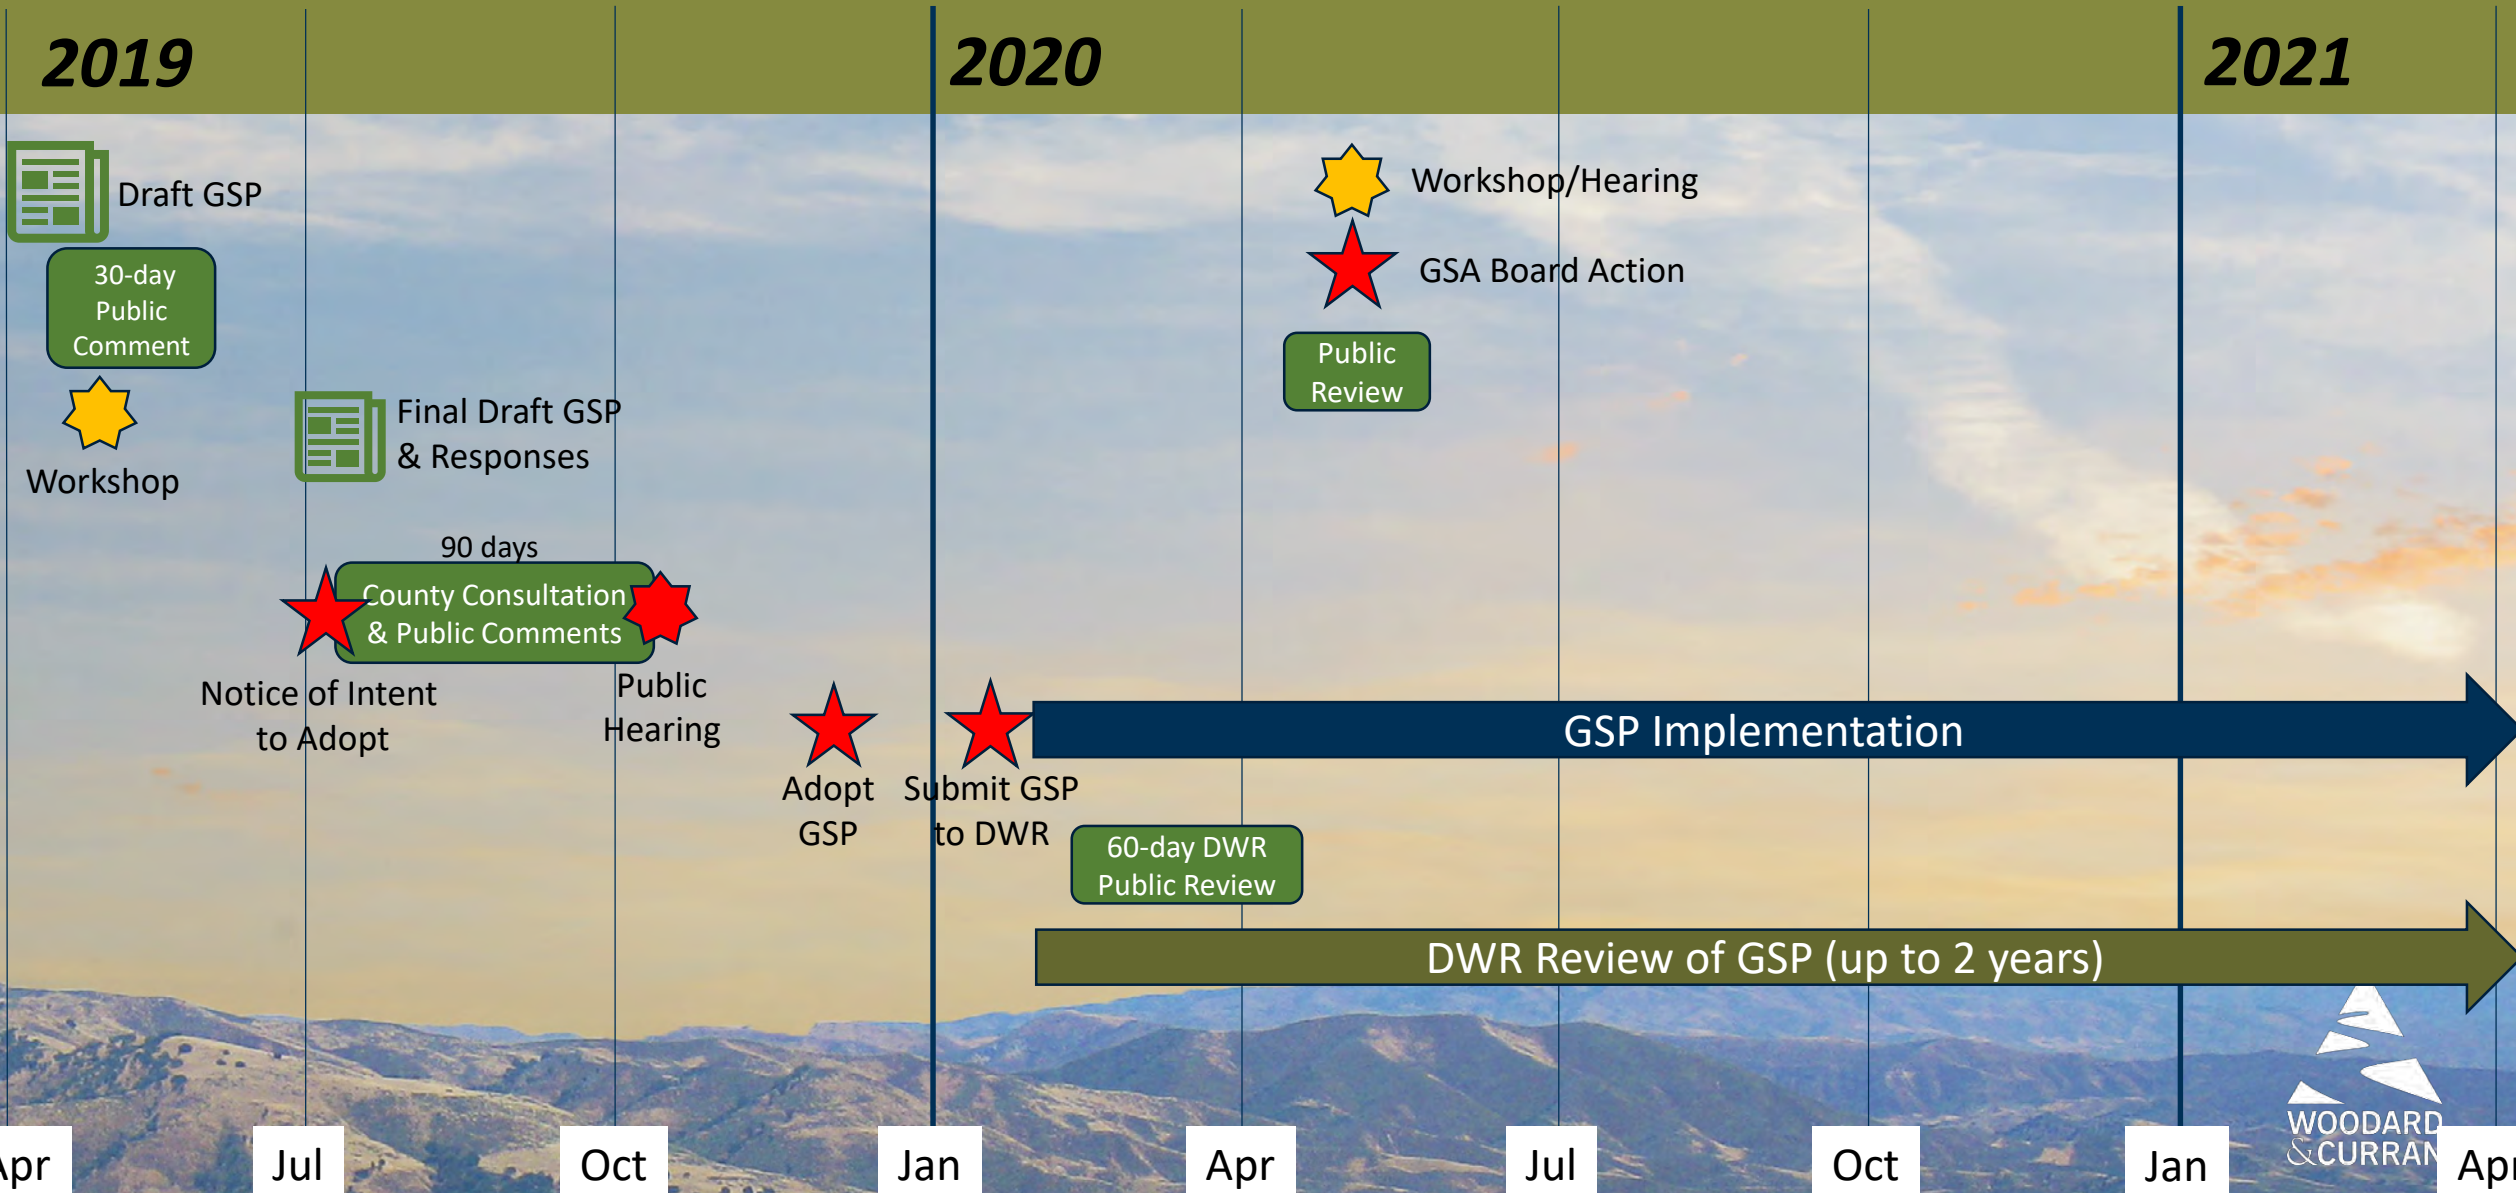 2019
2020
2021
Draft GSP
30-day
Public
Comment
Workshop
Final Draft GSP
& Responses
90 days
County Consultation
& Public Comments
Notice of Intent
to Adopt
Public
Hearing
Adopt
GSP
Submit GSP
to DWR
Workshop/Hearing
GSA Board Action
Public
Review
GSP Implementation
60-day DWR
Public Review
DWR Review of GSP (up to 2 years)
WOODARD
&CURRAN
Apr
Jul
Oct
Jan
Apr
Jul
Oct
Jan
Apr